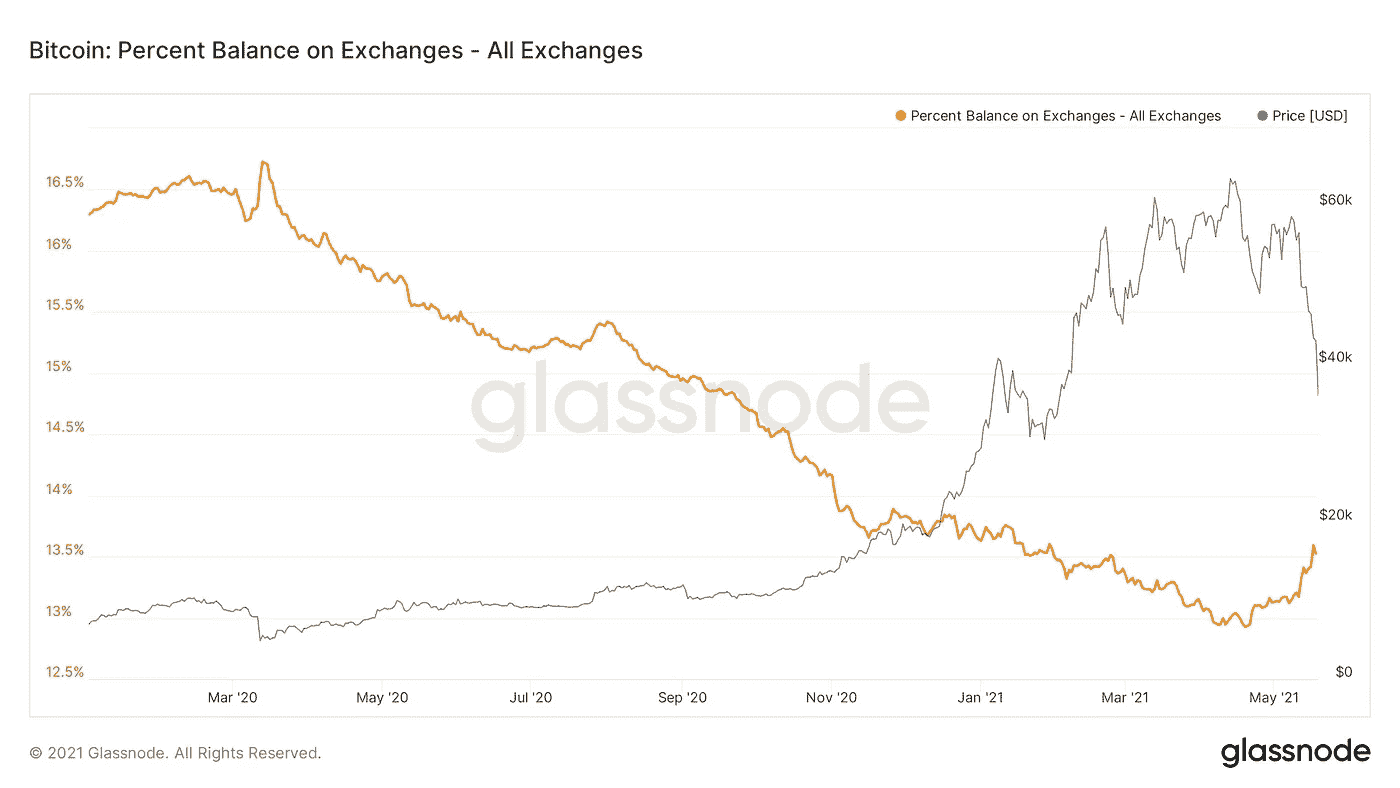 Bitcoin: Percent Balance on Exchanges - All Exchanges
Percent Balance on Exchanges - All Exchanges Price [USD]
16.5%
16%
15.5%
15%
14.5%
14%
13.5%
13%
12.5%
$60k
$40k
$20k
$0
glassnode
Mar '20 May '20 Jul '20 Sep '20 Nov '20 Jan '21 Mar '21 May '21
© 2021 Glassnode. All Rights Reserved.
glassnode